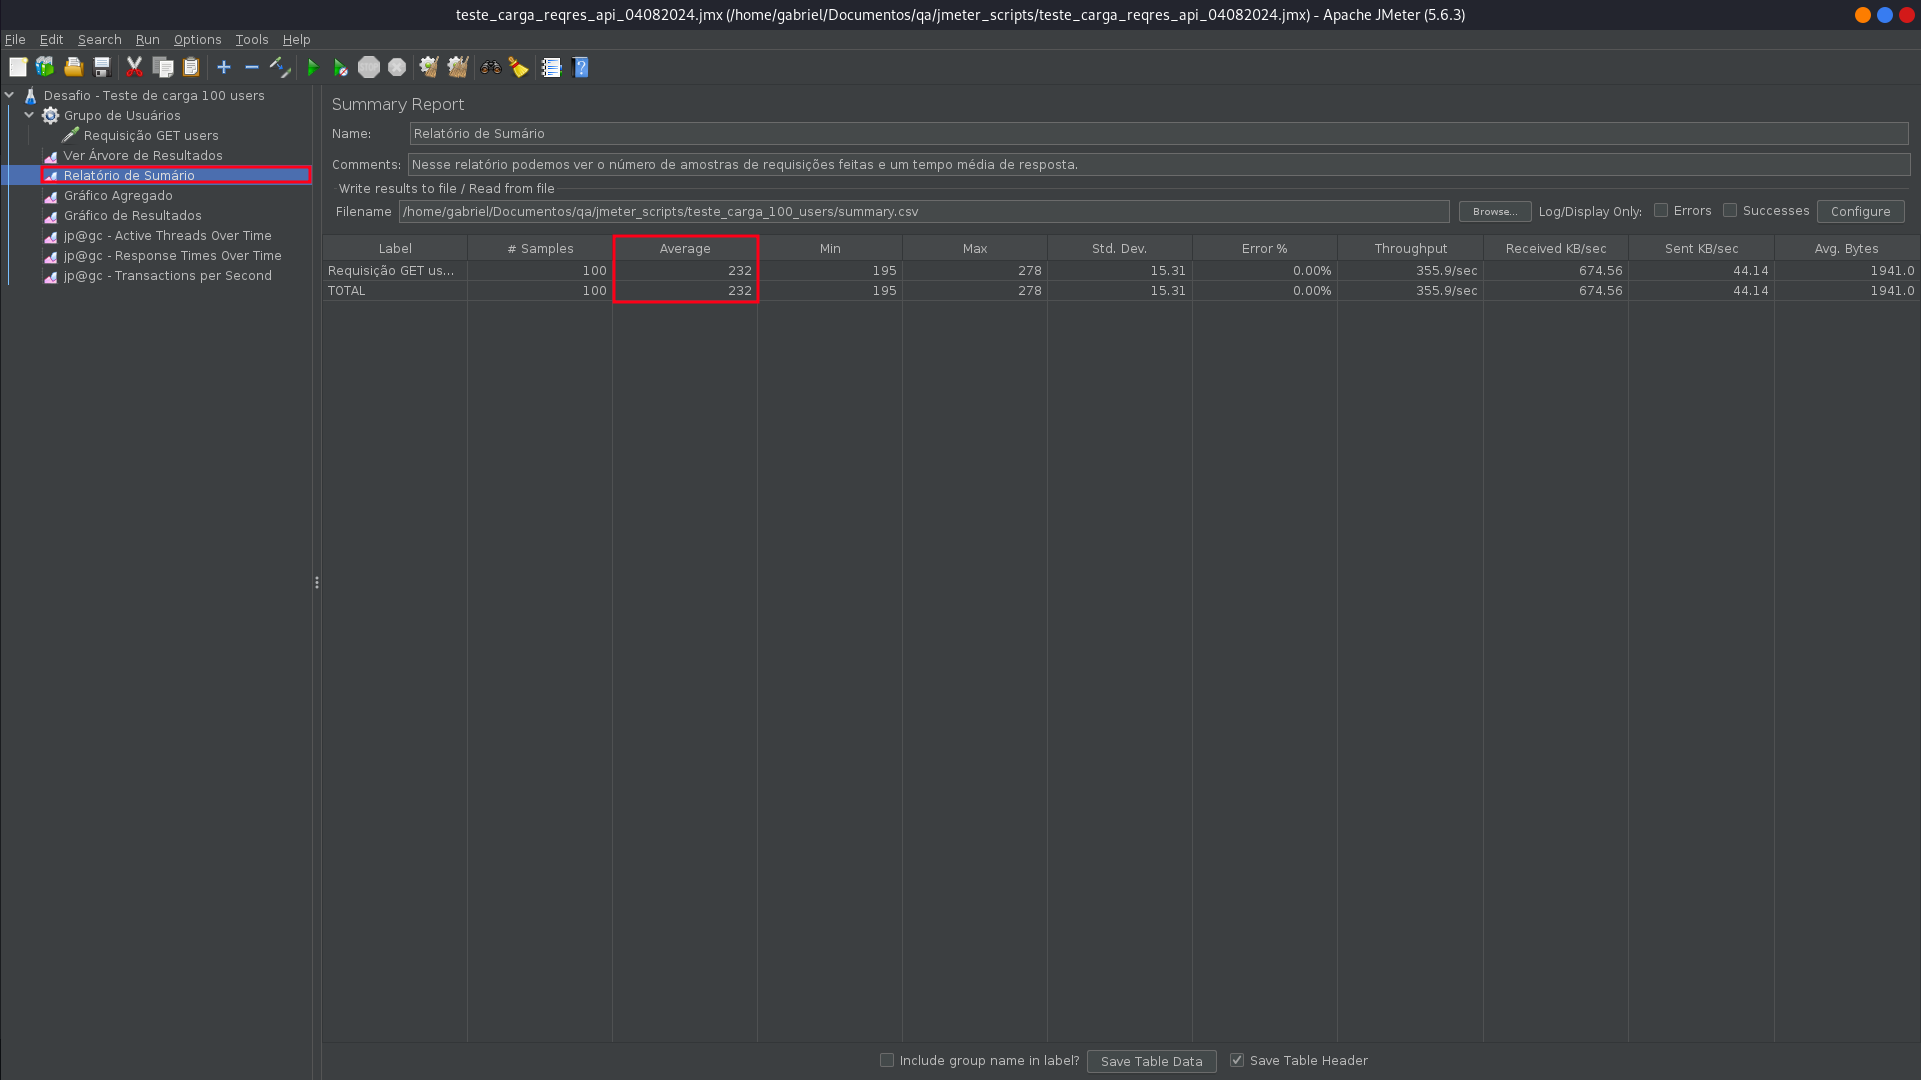 teste_carga_reqres_api_04082024.jmx (/home/gabriel/Documentos/qa/jmeter_scripts/teste_carga_reqres_api_04082024.jmx) - Apache JMeter (5.6.3)
File Edit Search Run Options Tools Help
STOP
Desafio - Teste de carga 100 users
Grupo de Usuários
Requisição GET users
Ver Árvore de Resultados
Relatório de Sumário
Gráfico Agregado
Gráfico de Resultados
jp@gc - Active Threads Over Time
jp@gc - Response Times Over Time
jp@gc - Transactions per Second
Summary Report
Name: Relatório de Sumário
Comments: Nesse relatório podemos ver o número de amostras de requisições feitas e um tempo média de resposta.
Write results to file / Read from file
Filename /home/gabriel/Documentos/qa/jmeter_scripts/teste_carga_100_users/summary.csv Browse... Log/Display Only: Errors Successes Configure
Label # Samples Average Min Max Std. Dev. Error % Throughput Received KB/sec Sent KB/sec Avg. Bytes
Requisição GET us... 100 232 195 278 15.31 0.00% 355.9/sec 674.56 44.14 1941.0
TOTAL 100 232 195 278 15.31 0.00% 355.9/sec 674.56 44.14 1941.0
Include group name in label? Save Table Data Save Table Header